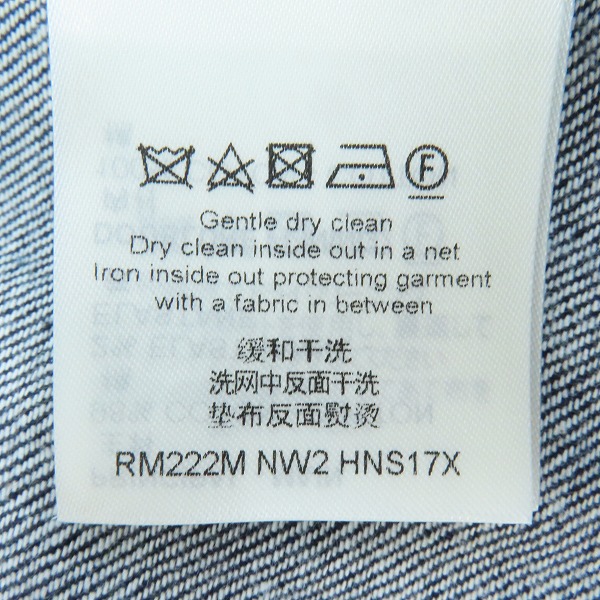 F
Gentle dry clean
Dry clean inside out in a net
Iron inside out protecting garment
with a fabric in between
缓和干洗
洗网中反面干洗
垫布反面熨烫
RM222M NW2 HNS17X